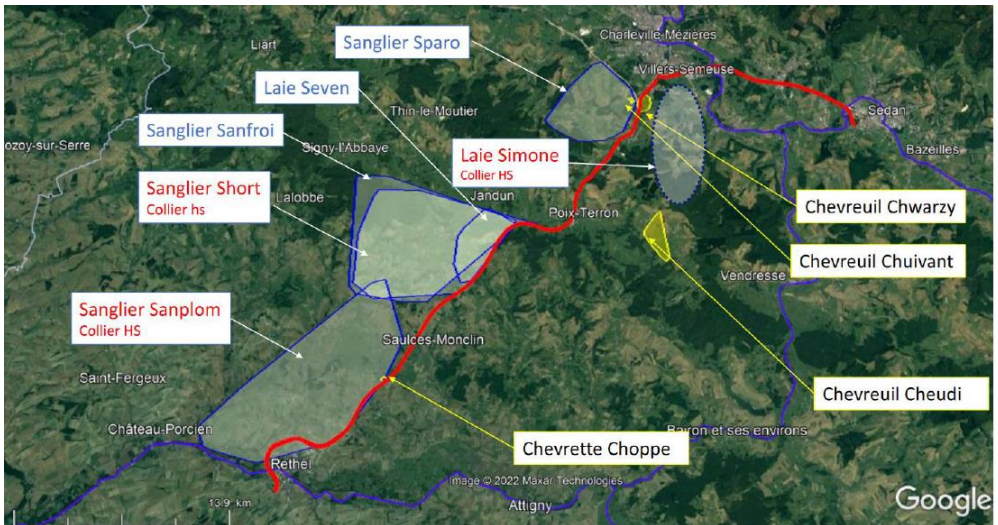 Charleville-Mézières
Sanglier Sparo
Liart
Villers-Semeuse
Laie Seven
Thin-le-Moutier
Sedan
Sanglier Sanfroi
ozoy-sur-Serre
Signy-l'Abbaye
Bazeilles
Laie Simone
Collier HS
Sanglier Short
Collier hs
Lalobbe
Jandun
Poix-Terron
Chevreuil Chwarzy
Chevreuil Chuivant
Vendresse
Sanglier Sanplom
Collier HS
Saulces-Monclin
Saint-Fergeux
Chevreuil Cheudi
Château-Porcien
Bairon et ses environs
Chevrette Choppe
Rethel
Image © 2022 Maxar Technologies
13.9 km
Attigny
Google